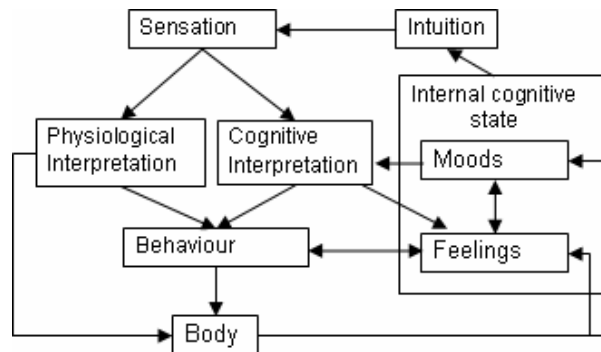 Sensation
Intuition
Internal cognitive
state
Physiological
Interpretation
Cognitive
Interpretation
Moods
Behaviour
Feelings
Body